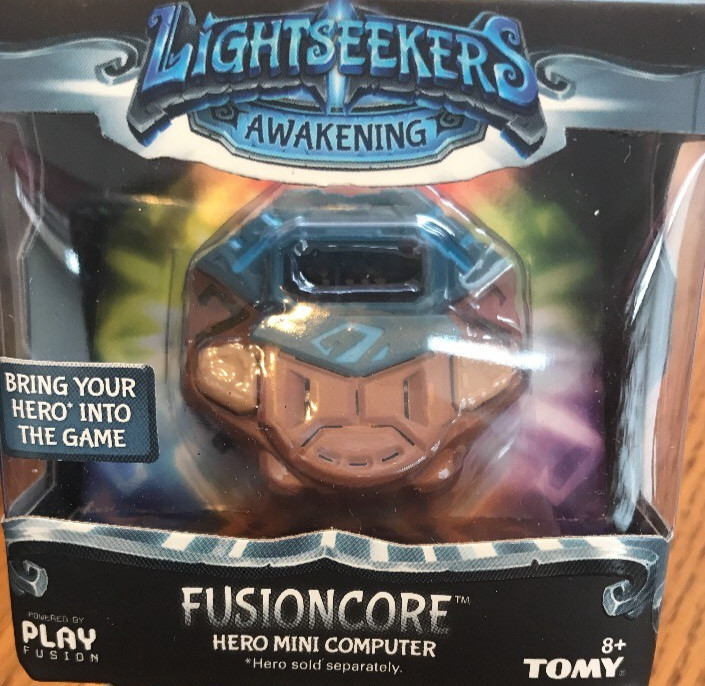 LIGHTSEEKERS
AWAKENING
BRING YOUR
HERO* INTO
THE GAME
FUSIONCORE™
HERO MINI COMPUTER
*Hero sold separately.
POWERED BY
PLAY
FUSION
8+
TOMY®